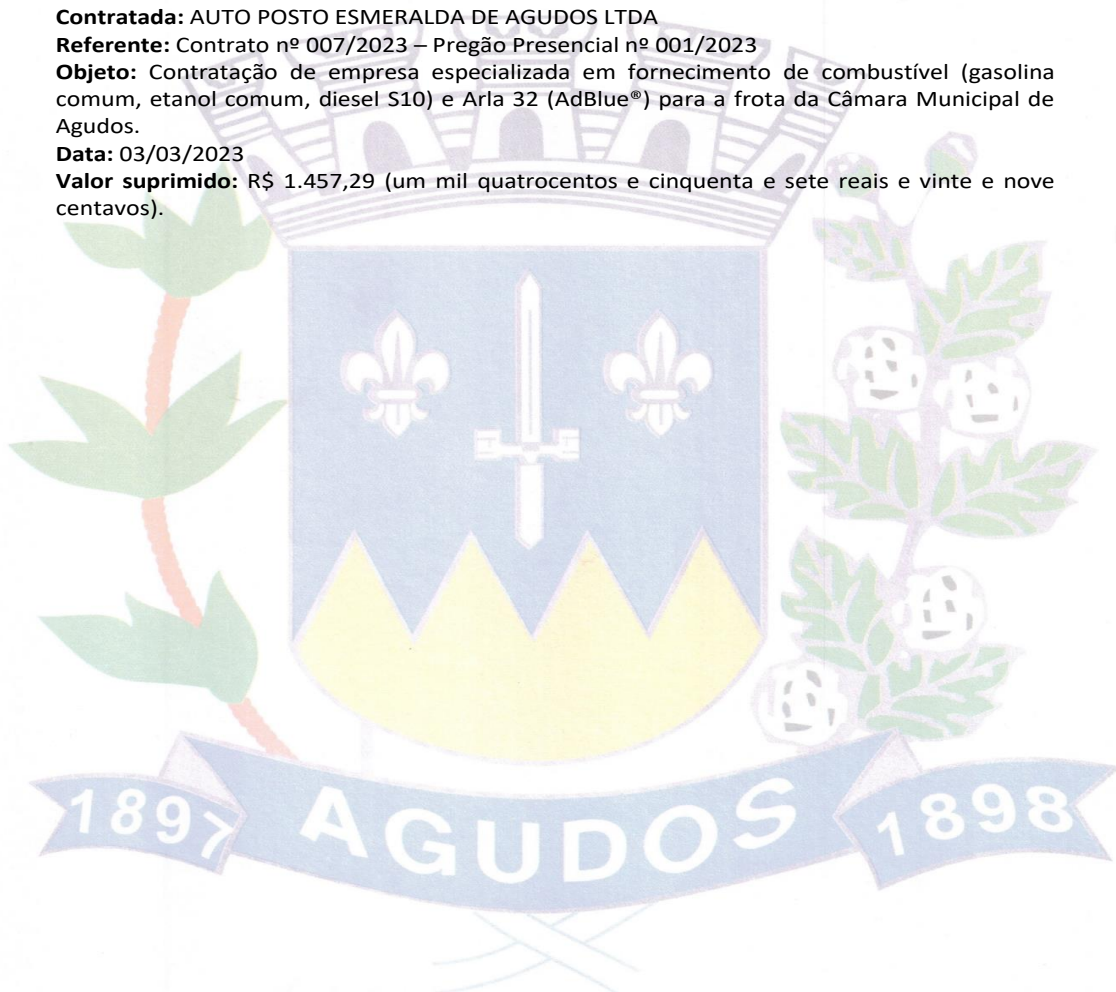 Contratada: AUTO POSTO ESMERALDA DE AGUDOS LTDA
Referente: Contrato nº 007/2023 – Pregão Presencial nº 001/2023
Objeto: Contratação de empresa especializada em fornecimento de combustível (gasolina
comum, etanol comum, diesel S10) e Arla 32 (AdBlue®) para a frota da Câmara Municipal de
Agudos.
Data: 03/03/2023
Valor suprimido: R$ 1.457,29 (um mil quatrocentos e cinquenta e sete reais e vinte e nove
centavos).
1897 AGUDOS 1898